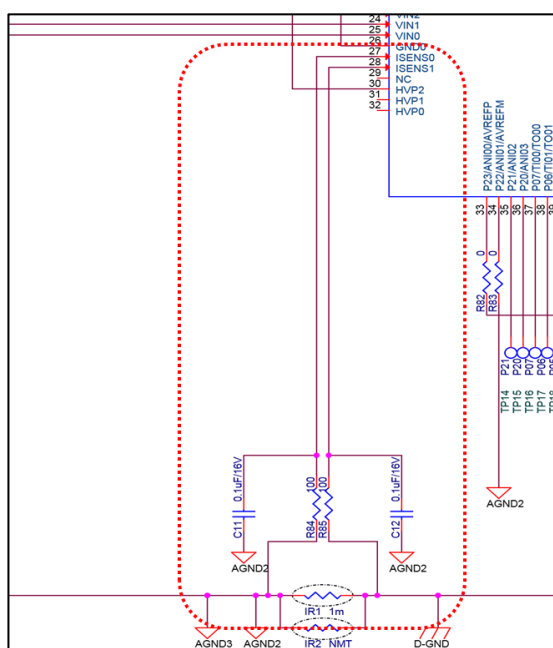 VIN2
24 VIN1
25 VIN0
26 GND0
27 ISENS0
28 ISENS1
29 NC
30 HVP2
31 HVP1
32 HVP0
P23/ANI00/AVREFP
P22/ANI01/AVREFM
P21/ANI02
P20/ANI03
P07/TI00/TO00
P06/TI01/TO01
33
34
35
36
37
38
39
R82 0
R83 0
P21
P20
P07
P06
P05
TP14
TP15
TP16
TP17
TP18
AGND2
C11 0.1uF/16V
R84 100
R85 100
C12 0.1uF/16V
AGND2
AGND2
IR1 1m
AGND3
AGND2
IR2 NMT
D-GND